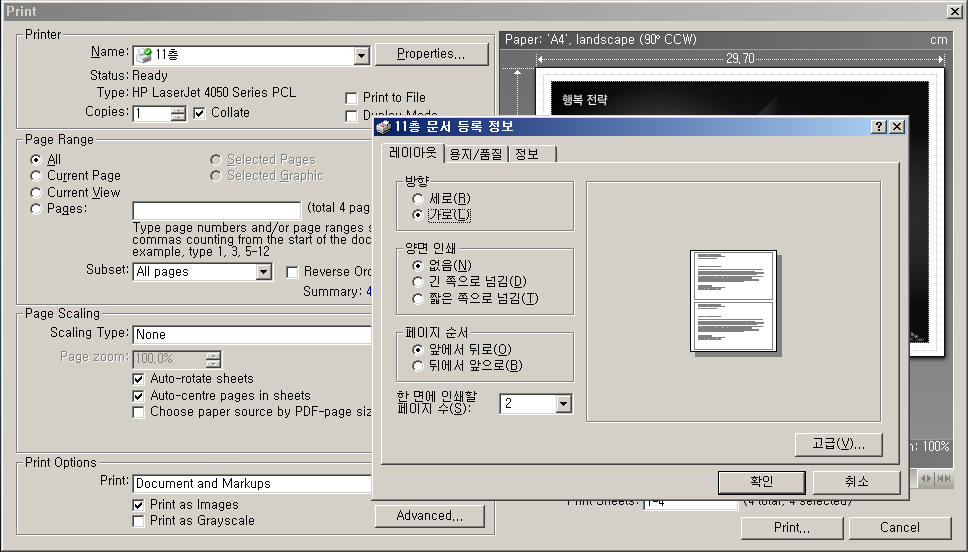 Print
Printer
Name: 11층
Properties...
Status: Ready
Type: HP LaserJet 4050 Series PCL
Copies: 1
Collate
Print to File
Page Range
All
Selected Pages
Current Page
Selected Graphic
Current View
Pages:
(total 4 pag
Type page numbers and/or page ranges s
commas counting from the start of the doc
example, type 1, 3, 5-12
Subset: All pages
Reverse Orc
Summary: 4
Page Scaling
Scaling Type: None
Page zoom: 100,0%
Auto-rotate sheets
Auto-centre pages in sheets
Choose paper source by PDF-page siz
Print Options
Print: Document and Markups
Print as Images
Print as Grayscale
Advanced...
Paper: 'A4', landscape (90º CCW)
cm
29,70
행복 전략
11층 문서 등록 정보
레이아웃
용지/품질
정보
방향
세로(R)
가로(L)
양면 인쇄
없음(N)
긴 쪽으로 넘김(D)
짧은 쪽으로 넘김(T)
페이지 순서
앞에서 뒤로(O)
뒤에서 앞으로(B)
한 면에 인쇄할
페이지 수(S): 2
고급(V)...
확인
취소
n: 100%
Print Sheets: 1-4
(4 total, 4 selected)
Print...
Cancel